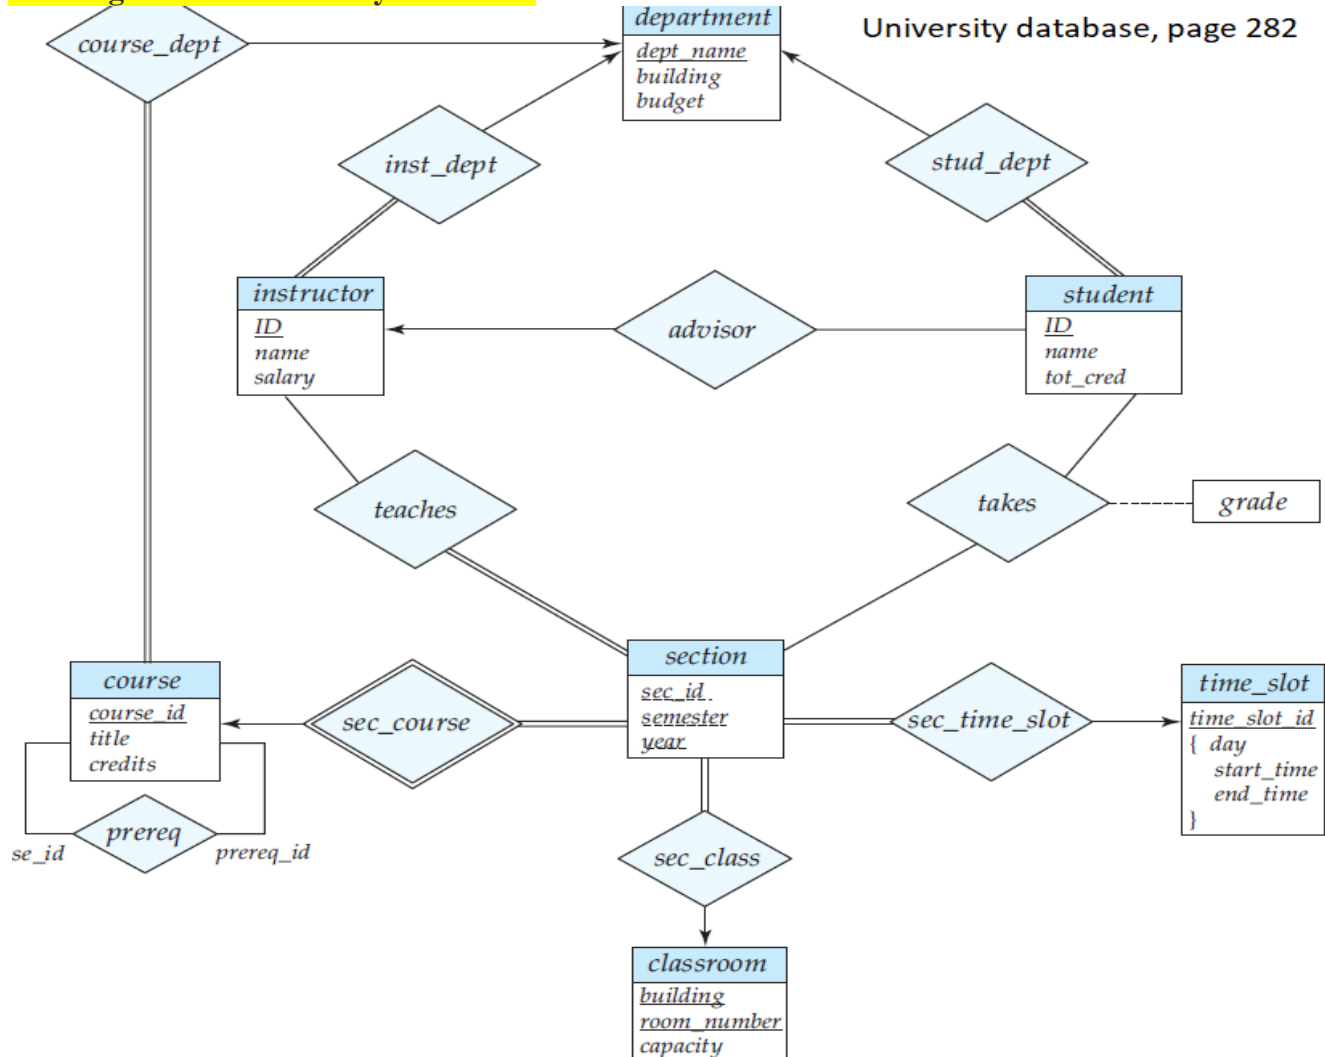 University database, page 282
course_dept
department
dept_name
building
budget
inst_dept
stud_dept
instructor
ID
name
salary
advisor
student
ID
name
tot_cred
teaches
takes
grade
course
course_id
title
credits
sec_course
section
sec_id
semester
year
sec_time_slot
time_slot
time_slot_id
{ day
start_time
end_time
}
prereq
se_id
prereq_id
sec_class
classroom
building
room_number
capacity